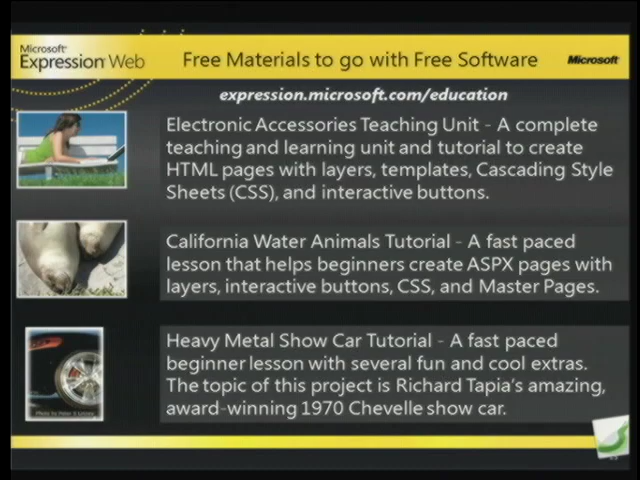 Microsoft®
Expression® Web
Free Materials to go with Free Software
Microsoft®
expression.microsoft.com/education
Electronic Accessories Teaching Unit - A complete
teaching and learning unit and tutorial to create
HTML pages with layers, templates, Cascading Style
Sheets (CSS), and interactive buttons.
California Water Animals Tutorial - A fast paced
lesson that helps beginners create ASPX pages with
layers, interactive buttons, CSS, and Master Pages.
Heavy Metal Show Car Tutorial - A fast paced
beginner lesson with several fun and cool extras.
The topic of this project is Richard Tapia's amazing,
award-winning 1970 Chevelle show car.
Photo by Peter S